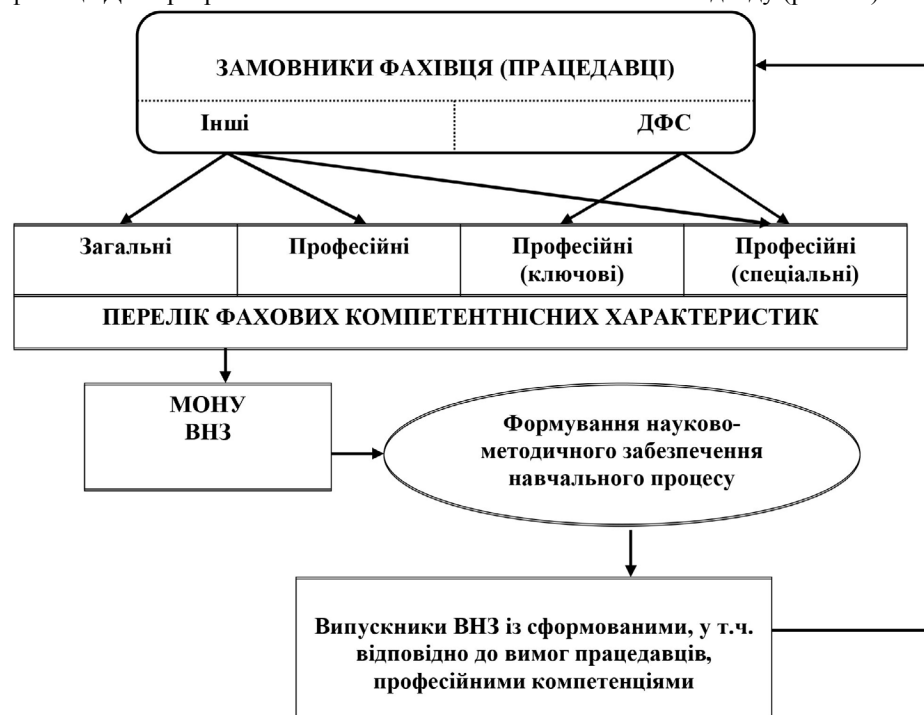 ЗАМОВНИКИ ФАХІВЦЯ (ПРАЦЕДАВЦІ)
Інші ДФС
Загальні Професійні Професійні (ключові) Професійні (спеціальні)
ПЕРЕЛІК ФАХОВИХ КОМПЕТЕНТНІСНИХ ХАРАКТЕРИСТИК
МОНУ
ВНЗ
Формування науково-
методичного забезпечення
навчального процесу
Випускники ВНЗ із сформованими, у т.ч.
відповідно до вимог працедавців,
професійними компетенціями